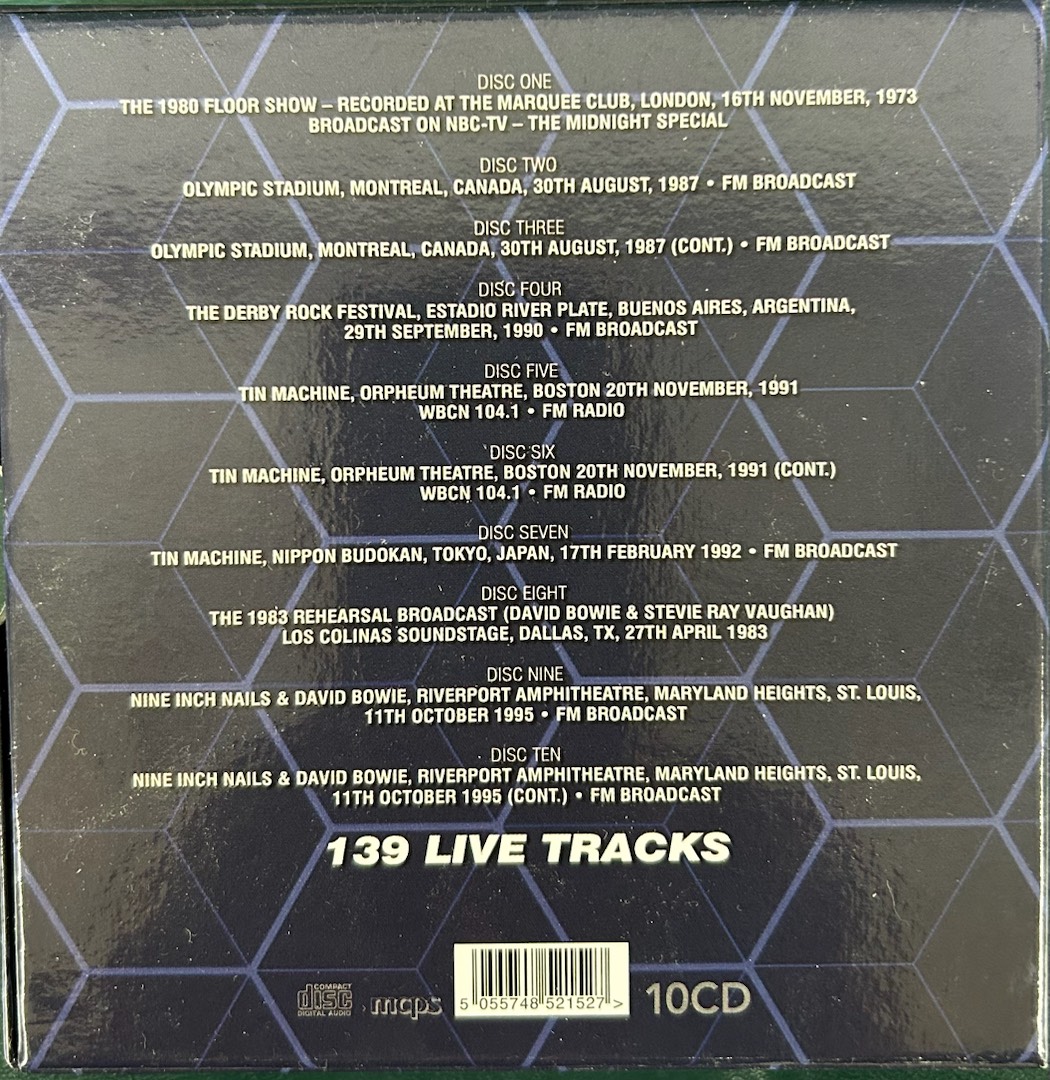 DISC ONE
THE 1980 FLOOR SHOW – RECORDED AT THE MARQUEE CLUB, LONDON, 16TH NOVEMBER, 1973
BROADCAST ON NBC-TV – THE MIDNIGHT SPECIAL
DISC TWO
OLYMPIC STADIUM, MONTREAL, CANADA, 30TH AUGUST, 1987 • FM BROADCAST
DISC THREE
OLYMPIC STADIUM, MONTREAL, CANADA, 30TH AUGUST, 1987 (CONT.) • FM BROADCAST
DISC FOUR
THE DERBY ROCK FESTIVAL, ESTADIO RIVER PLATE, BUENOS AIRES, ARGENTINA,
29TH SEPTEMBER, 1990 • FM BROADCAST
DISC FIVE
TIN MACHINE, ORPHEUM THEATRE, BOSTON 20TH NOVEMBER, 1991
WBCN 104.1 • FM RADIO
DISC SIX
TIN MACHINE, ORPHEUM THEATRE, BOSTON 20TH NOVEMBER, 1991 (CONT.)
WBCN 104.1 • FM RADIO
DISC SEVEN
TIN MACHINE, NIPPON BUDOKAN, TOKYO, JAPAN, 17TH FEBRUARY 1992 • FM BROADCAST
DISC EIGHT
THE 1983 REHEARSAL BROADCAST (DAVID BOWIE & STEVIE RAY VAUGHAN)
LOS COLINAS SOUNDSTAGE, DALLAS, TX, 27TH APRIL 1983
DISC NINE
NINE INCH NAILS & DAVID BOWIE, RIVERPORT AMPHITHEATRE, MARYLAND HEIGHTS, ST. LOUIS,
11TH OCTOBER 1995 • FM BROADCAST
DISC TEN
NINE INCH NAILS & DAVID BOWIE, RIVERPORT AMPHITHEATRE, MARYLAND HEIGHTS, ST. LOUIS,
11TH OCTOBER 1995 (CONT.) • FM BROADCAST
139 LIVE TRACKS
COMPACT
disc
DIGITAL AUDIO
mcps
5 055748 521527 >
10CD